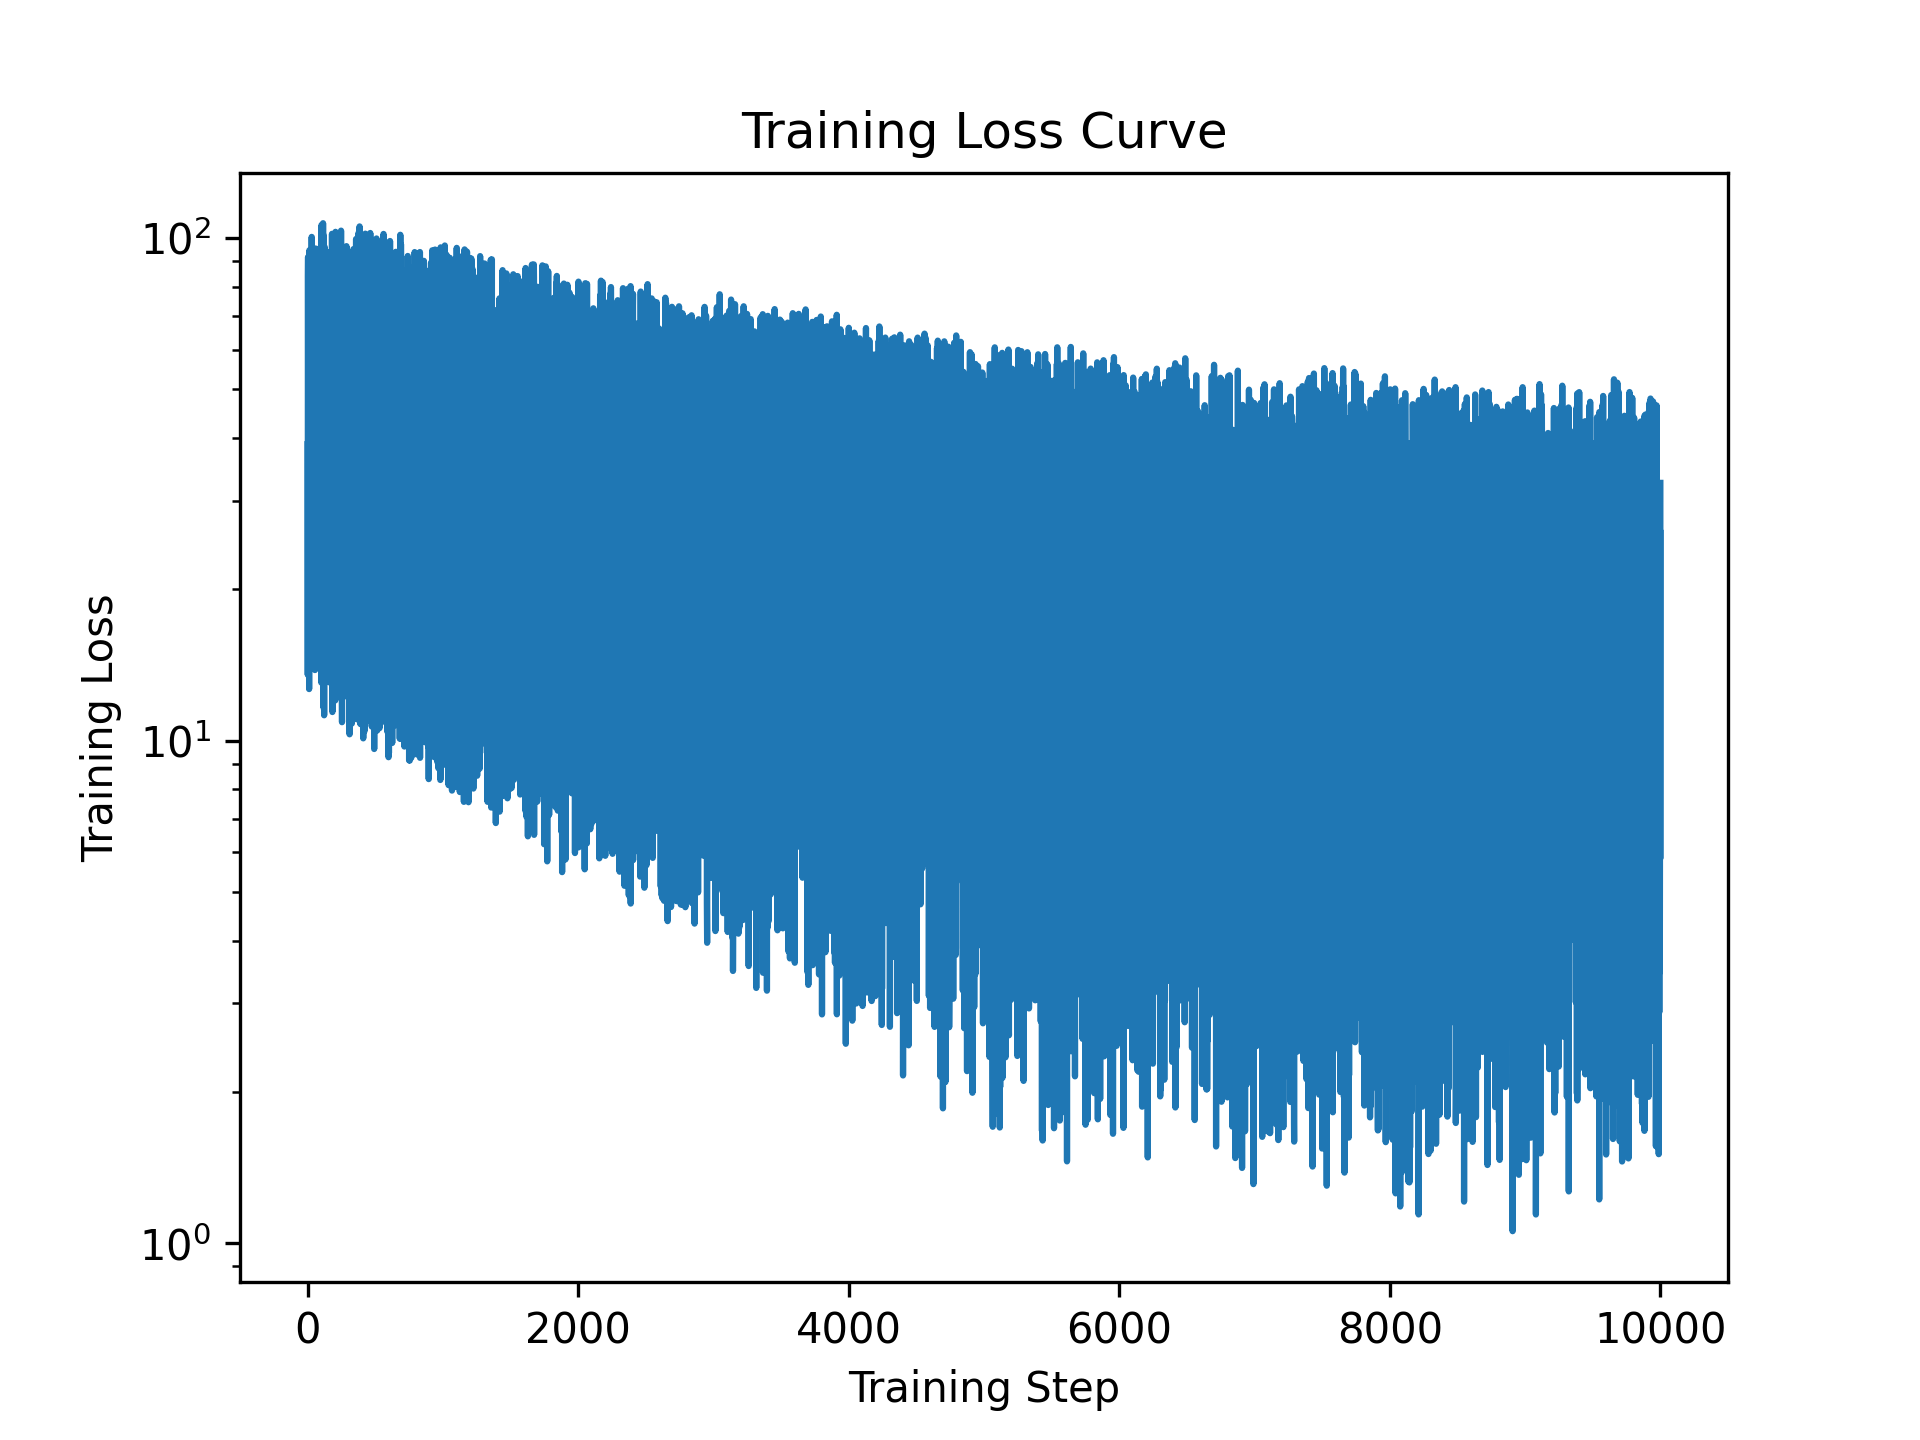 Training Loss Curve
10²
10¹
10⁰
Training Loss
0 2000 4000 6000 8000 10000
Training Step